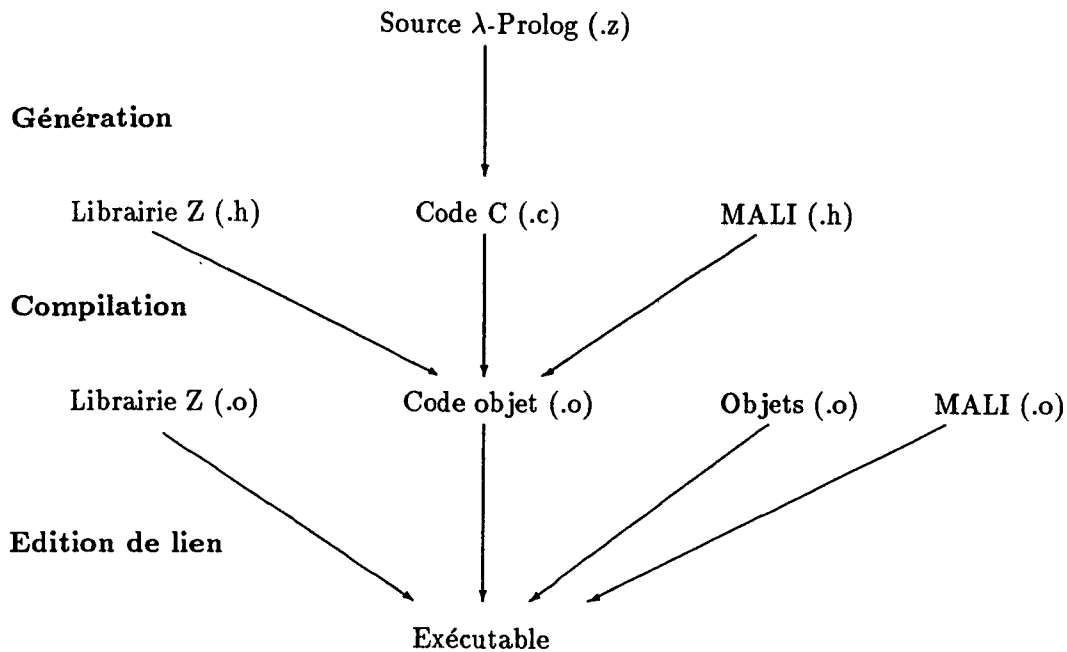 Source λ-Prolog (.z)
Génération
Librairie Z (.h) Code C (.c) MALI (.h)
Compilation
Librairie Z (.o) Code objet (.o) Objets (.o) MALI (.o)
Edition de lien
Exécutable